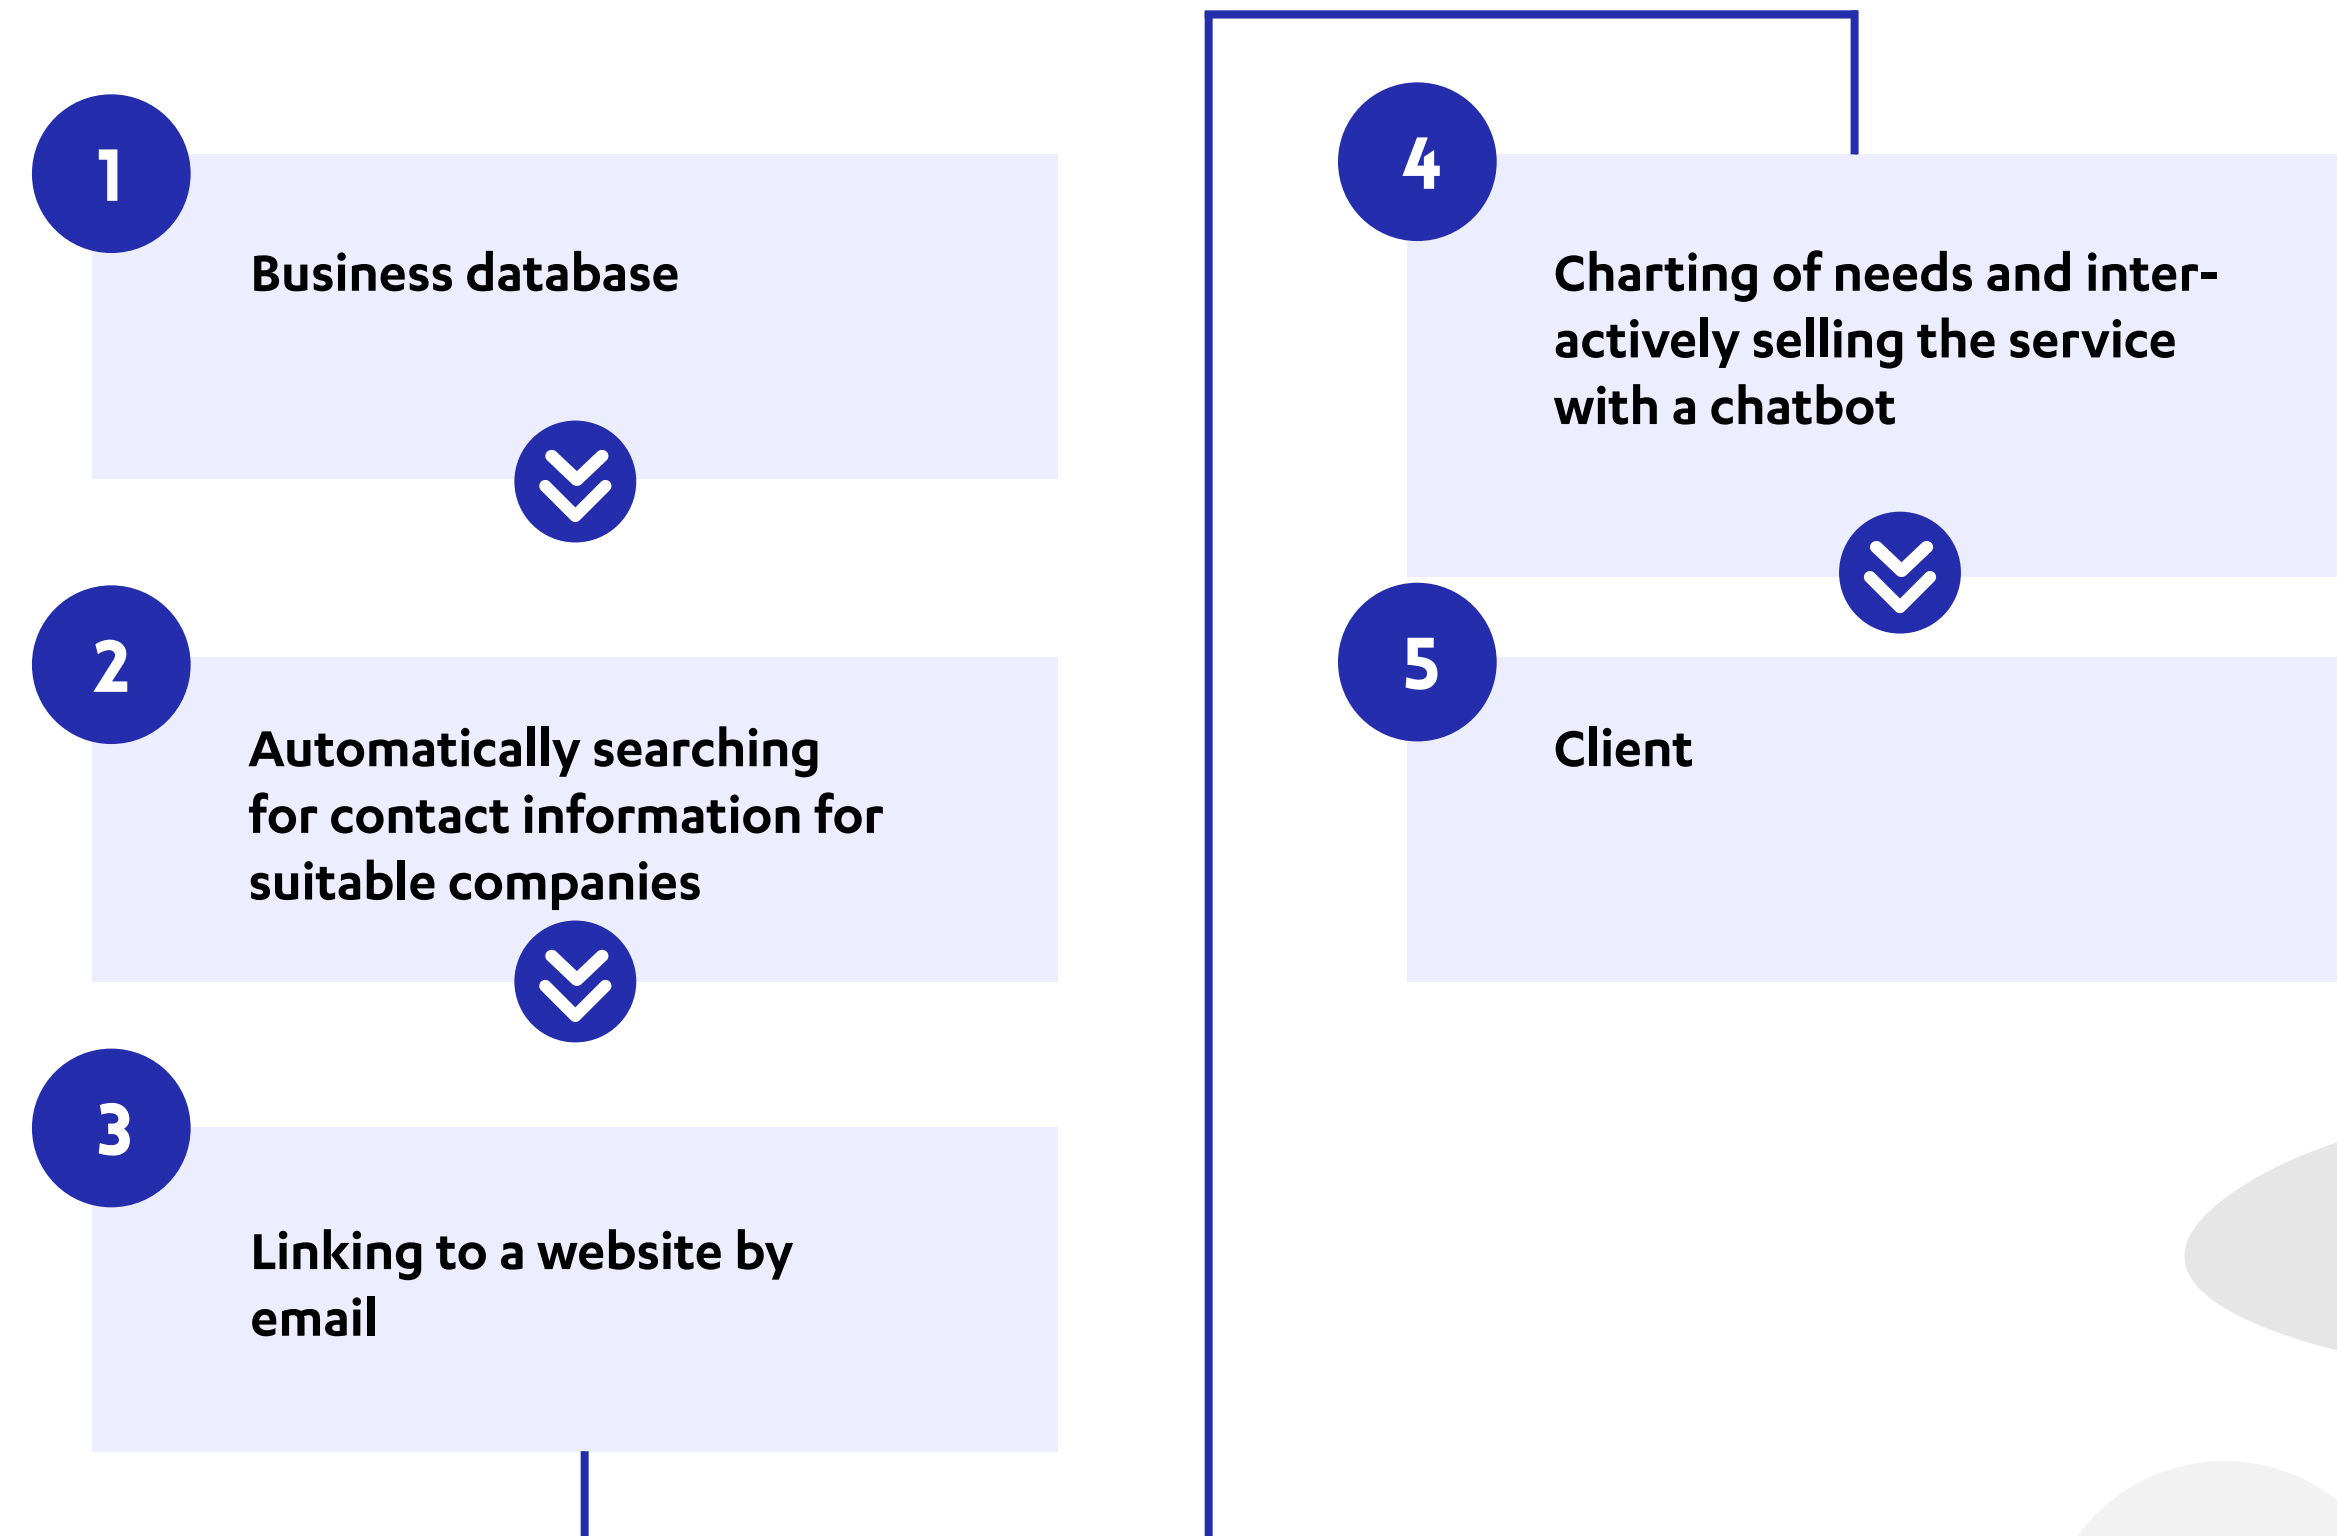 1
Business database
2
Automatically searching
for contact information for
suitable companies
3
Linking to a website by
email
4
Charting of needs and inter-
actively selling the service
with a chatbot
5
Client